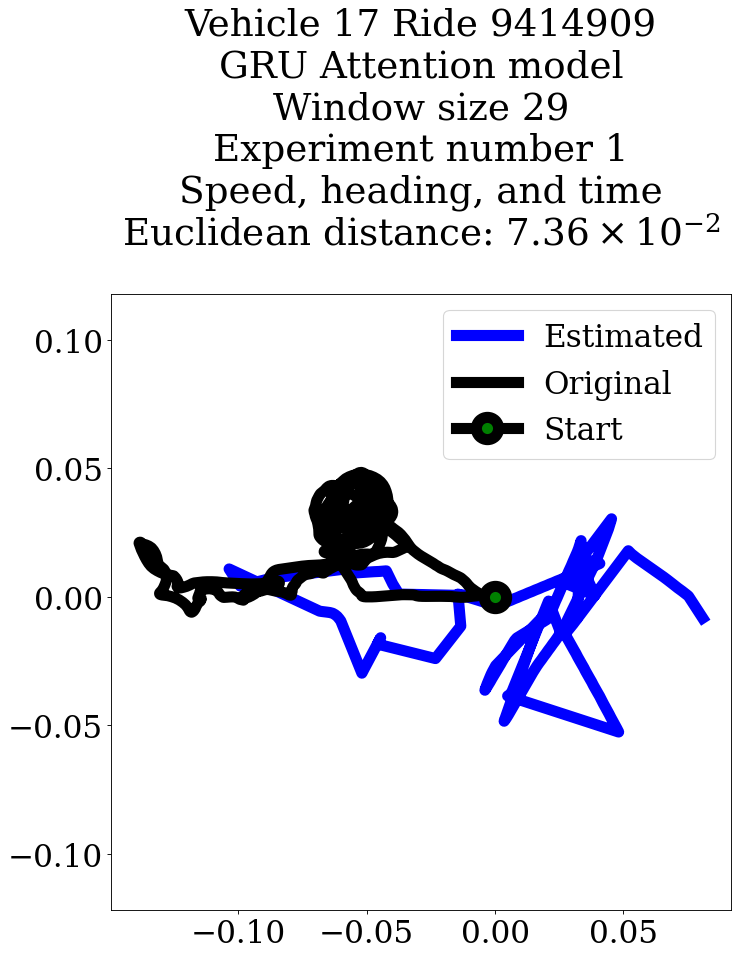 Vehicle 17 Ride 9414909
GRU Attention model
Window size 29
Experiment number 1
Speed, heading, and time
Euclidean distance: 7.36 × 10⁻²
Estimated
Original
Start
0.10
0.05
0.00
−0.05
−0.10
−0.10 −0.05 0.00 0.05